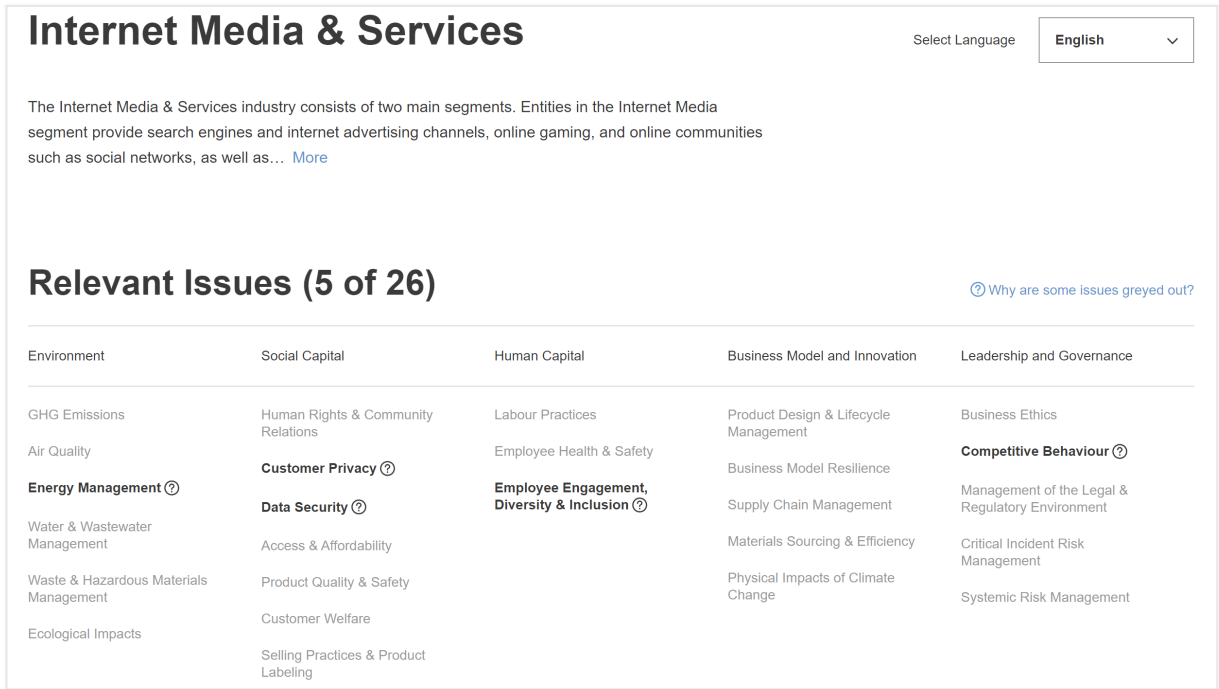 Internet Media & Services
Select Language
English
The Internet Media & Services industry consists of two main segments. Entities in the Internet Media
segment provide search engines and internet advertising channels, online gaming, and online communities
such as social networks, as well as… More
Relevant Issues (5 of 26)
Why are some issues greyed out?
Environment
Social Capital
Human Capital
Business Model and Innovation
Leadership and Governance
GHG Emissions
Air Quality
Energy Management
Water & Wastewater
Management
Waste & Hazardous Materials
Management
Ecological Impacts
Human Rights & Community
Relations
Customer Privacy
Data Security
Access & Affordability
Product Quality & Safety
Customer Welfare
Selling Practices & Product
Labeling
Labour Practices
Employee Health & Safety
Employee Engagement,
Diversity & Inclusion
Product Design & Lifecycle
Management
Business Model Resilience
Supply Chain Management
Materials Sourcing & Efficiency
Physical Impacts of Climate
Change
Business Ethics
Competitive Behaviour
Management of the Legal &
Regulatory Environment
Critical Incident Risk
Management
Systemic Risk Management